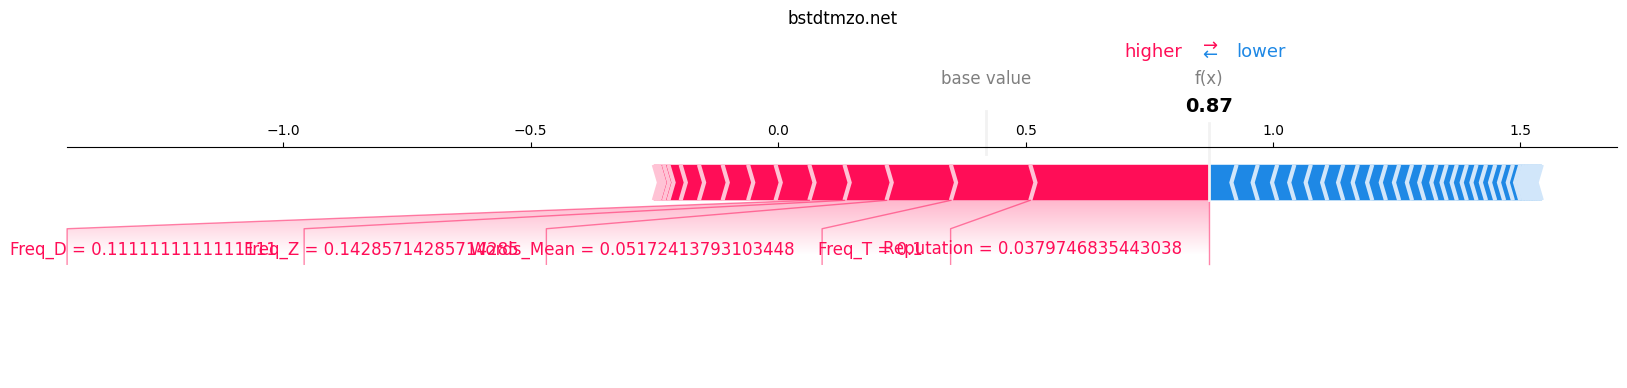 bstdtmzo.net
higher → ← lower
base value f(x)
0.87
−1.0 −0.5 0.0 0.5 1.0 1.5
Freq_D = 0.1111111111111111 Freq_Z = 0.14285714285714285 Words_Mean = 0.05172413793103448 Freq_T = 0.1 Reputation = 0.0379746835443038